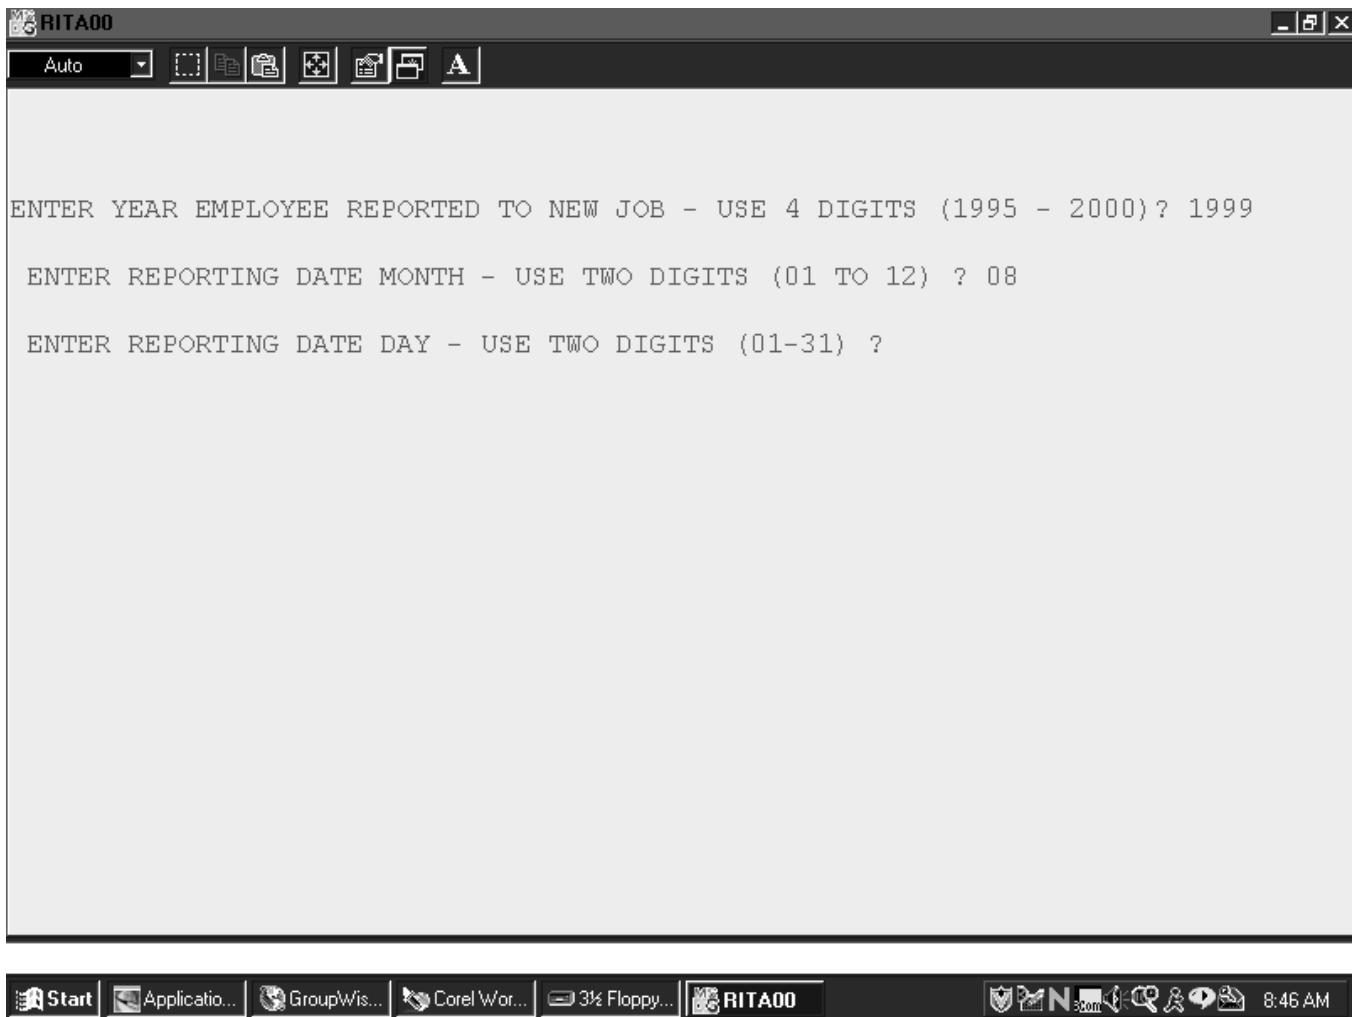 RITA00
Auto
A
ENTER YEAR EMPLOYEE REPORTED TO NEW JOB - USE 4 DIGITS (1995 - 2000)? 1999
ENTER REPORTING DATE MONTH - USE TWO DIGITS (01 TO 12) ? 08
ENTER REPORTING DATE DAY - USE TWO DIGITS (01-31) ?
Start Applicatio... GroupWis... Corel Wor... 3½ Floppy... RITA00 N 3Com 8:46 AM